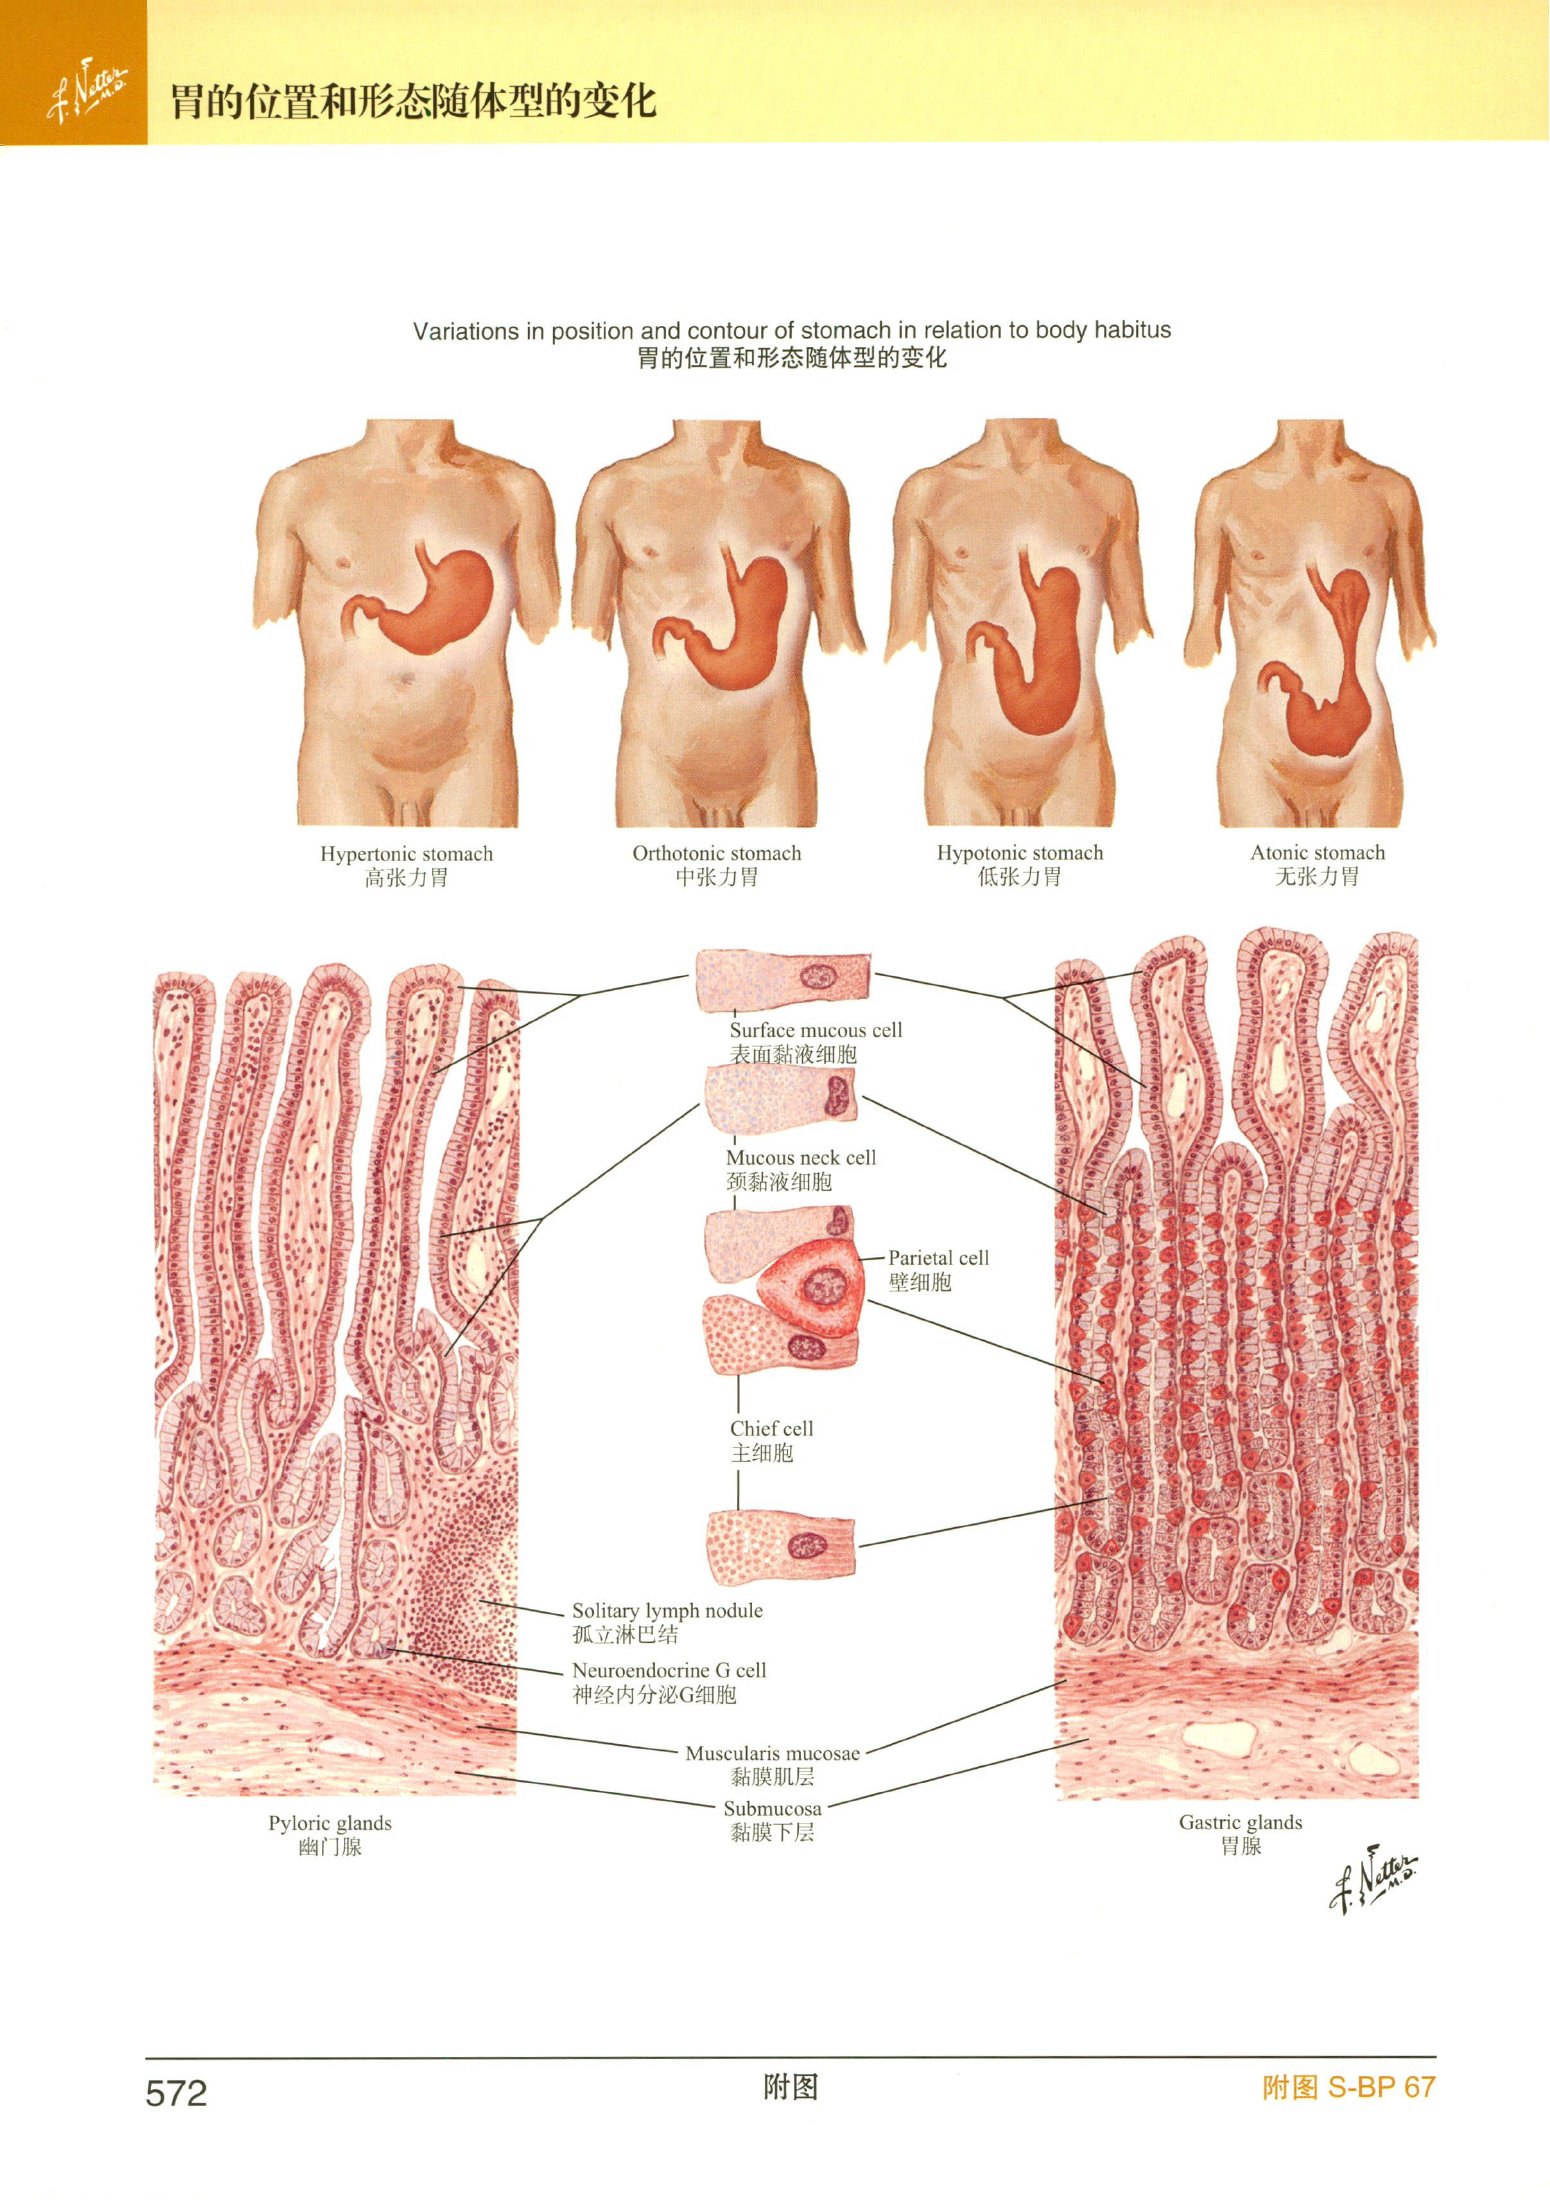 F. Netter M.D.
胃的位置和形态随体型的变化
Variations in position and contour of stomach in relation to body habitus
胃的位置和形态随体型的变化
Hypertonic stomach
高张力胃
Orthotonic stomach
中张力胃
Hypotonic stomach
低张力胃
Atonic stomach
无张力胃
Surface mucous cell
表面黏液细胞
Mucous neck cell
颈黏液细胞
Parietal cell
壁细胞
Chief cell
主细胞
Solitary lymph nodule
孤立淋巴结
Neuroendocrine G cell
神经内分泌G细胞
Muscularis mucosae
黏膜肌层
Submucosa
黏膜下层
Pyloric glands
幽门腺
Gastric glands
胃腺
F. Netter M.D.
572
附图
附图 S-BP 67